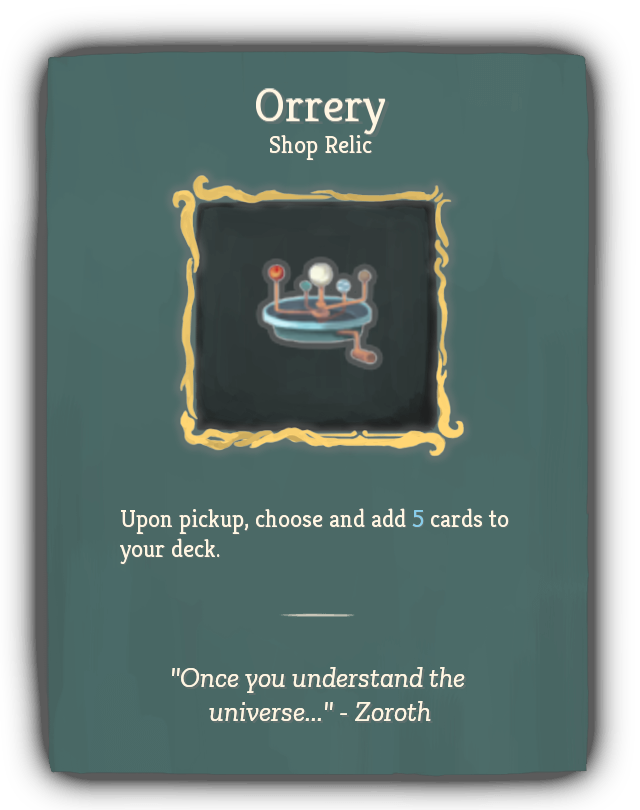 Orrery
Shop Relic
Upon pickup, choose and add 5 cards to
your deck.
"Once you understand the
universe..." - Zoroth